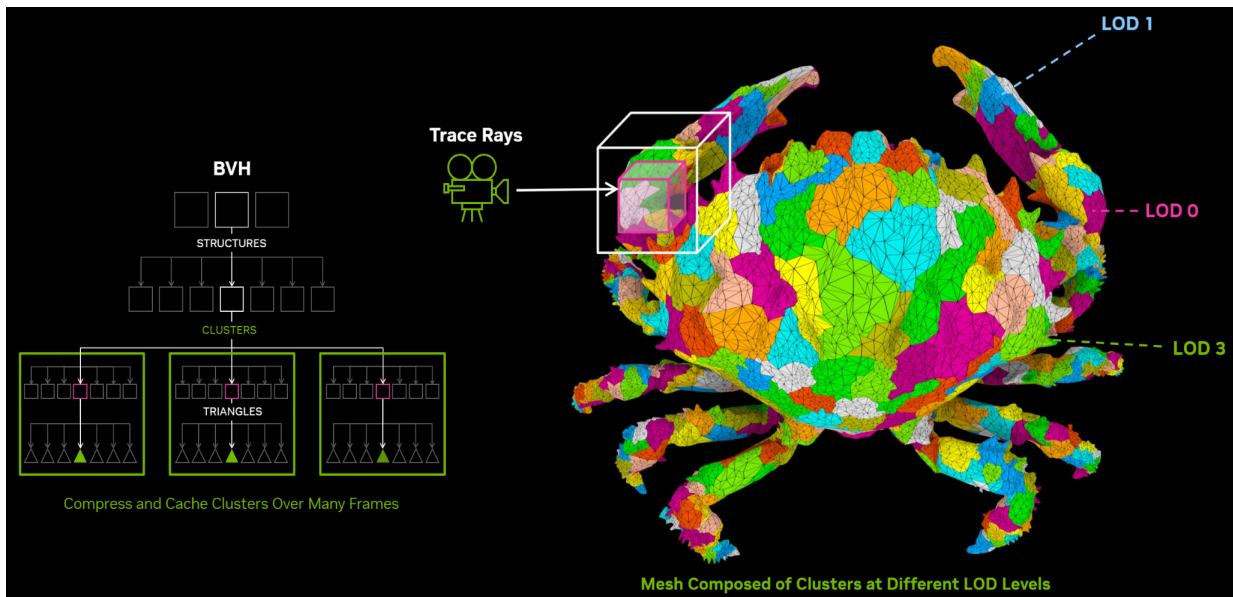 LOD 1
Trace Rays
BVH
LOD 0
STRUCTURES
CLUSTERS
LOD 3
TRIANGLES
Compress and Cache Clusters Over Many Frames
Mesh Composed of Clusters at Different LOD Levels